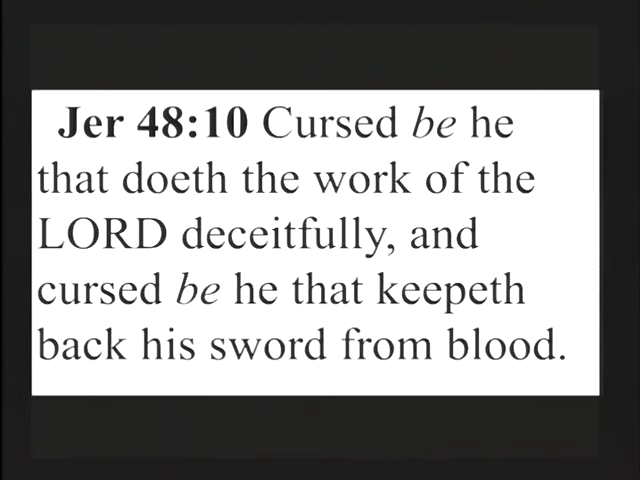 Jer 48:10 Cursed be he
that doeth the work of the
LORD deceitfully, and
cursed be he that keepeth
back his sword from blood.